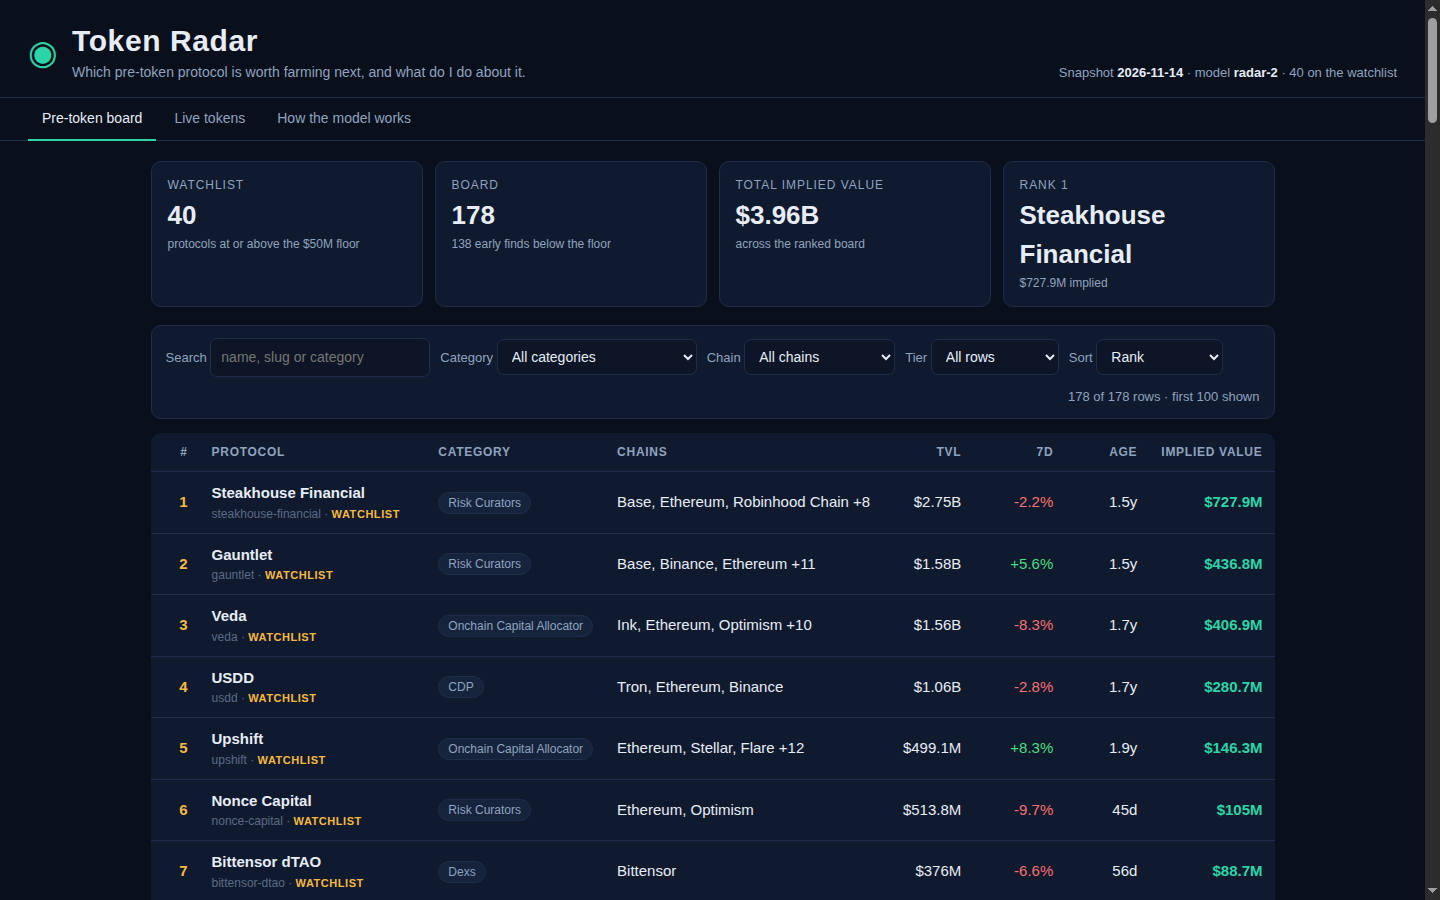 Token Radar
Which pre-token protocol is worth farming next, and what do I do about it.
Snapshot 2026-11-14 · model radar-2 · 40 on the watchlist
Pre-token board
Live tokens
How the model works
WATCHLIST
40
protocols at or above the $50M floor
BOARD
178
138 early finds below the floor
TOTAL IMPLIED VALUE
$3.96B
across the ranked board
RANK 1
Steakhouse
Financial
$727.9M implied
Search name, slug or category Category All categories Chain All chains Tier All rows Sort Rank
178 of 178 rows · first 100 shown
# PROTOCOL CATEGORY CHAINS TVL 7D AGE IMPLIED VALUE
1 Steakhouse Financial Risk Curators Base, Ethereum, Robinhood Chain +8 $2.75B -2.2% 1.5y $727.9M
steakhouse-financial · WATCHLIST
2 Gauntlet Risk Curators Base, Binance, Ethereum +11 $1.58B +5.6% 1.5y $436.8M
gauntlet · WATCHLIST
3 Veda Onchain Capital Allocator Ink, Ethereum, Optimism +10 $1.56B -8.3% 1.7y $406.9M
veda · WATCHLIST
4 USDD CDP Tron, Ethereum, Binance $1.06B -2.8% 1.7y $280.7M
usdd · WATCHLIST
5 Upshift Onchain Capital Allocator Ethereum, Stellar, Flare +12 $499.1M +8.3% 1.9y $146.3M
upshift · WATCHLIST
6 Nonce Capital Risk Curators Ethereum, Optimism $513.8M -9.7% 45d $105M
nonce-capital · WATCHLIST
7 Bittensor dTAO Dexs Bittensor $376M -6.6% 56d $88.7M
bittensor-dtao · WATCHLIST